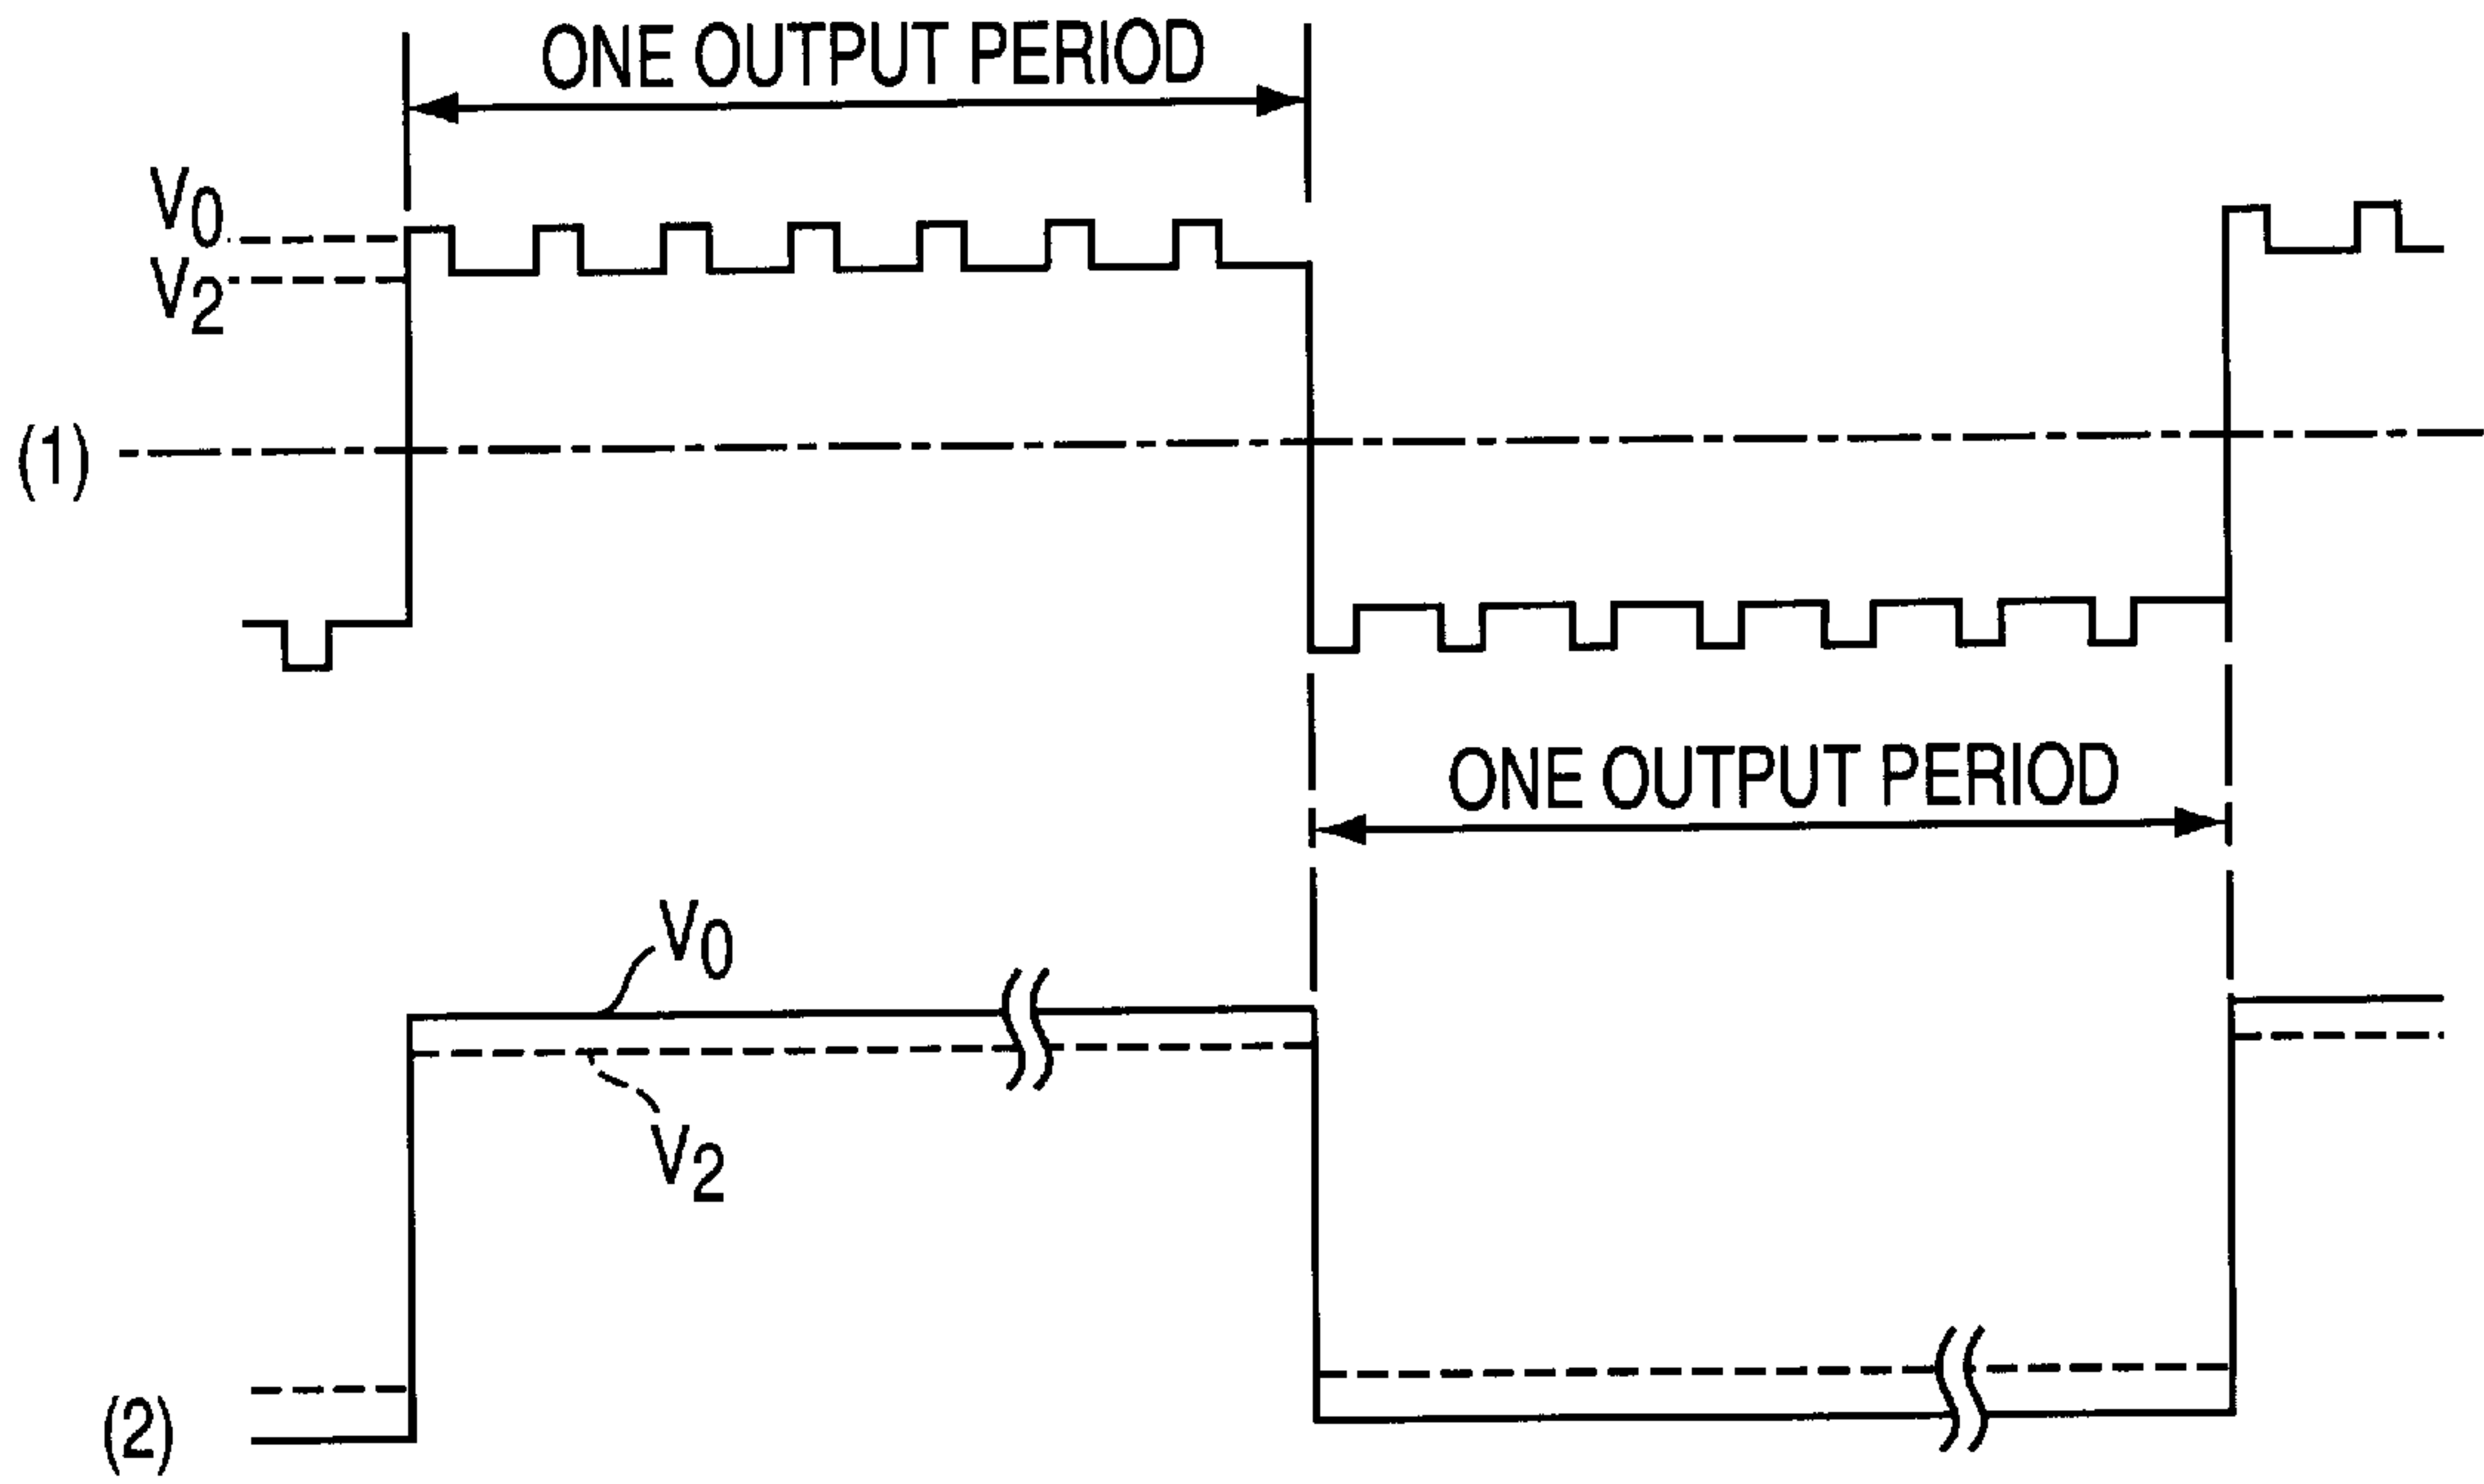 ONE OUTPUT PERIOD
V0
V2
(1)
ONE OUTPUT PERIOD
V0
V2
(2)